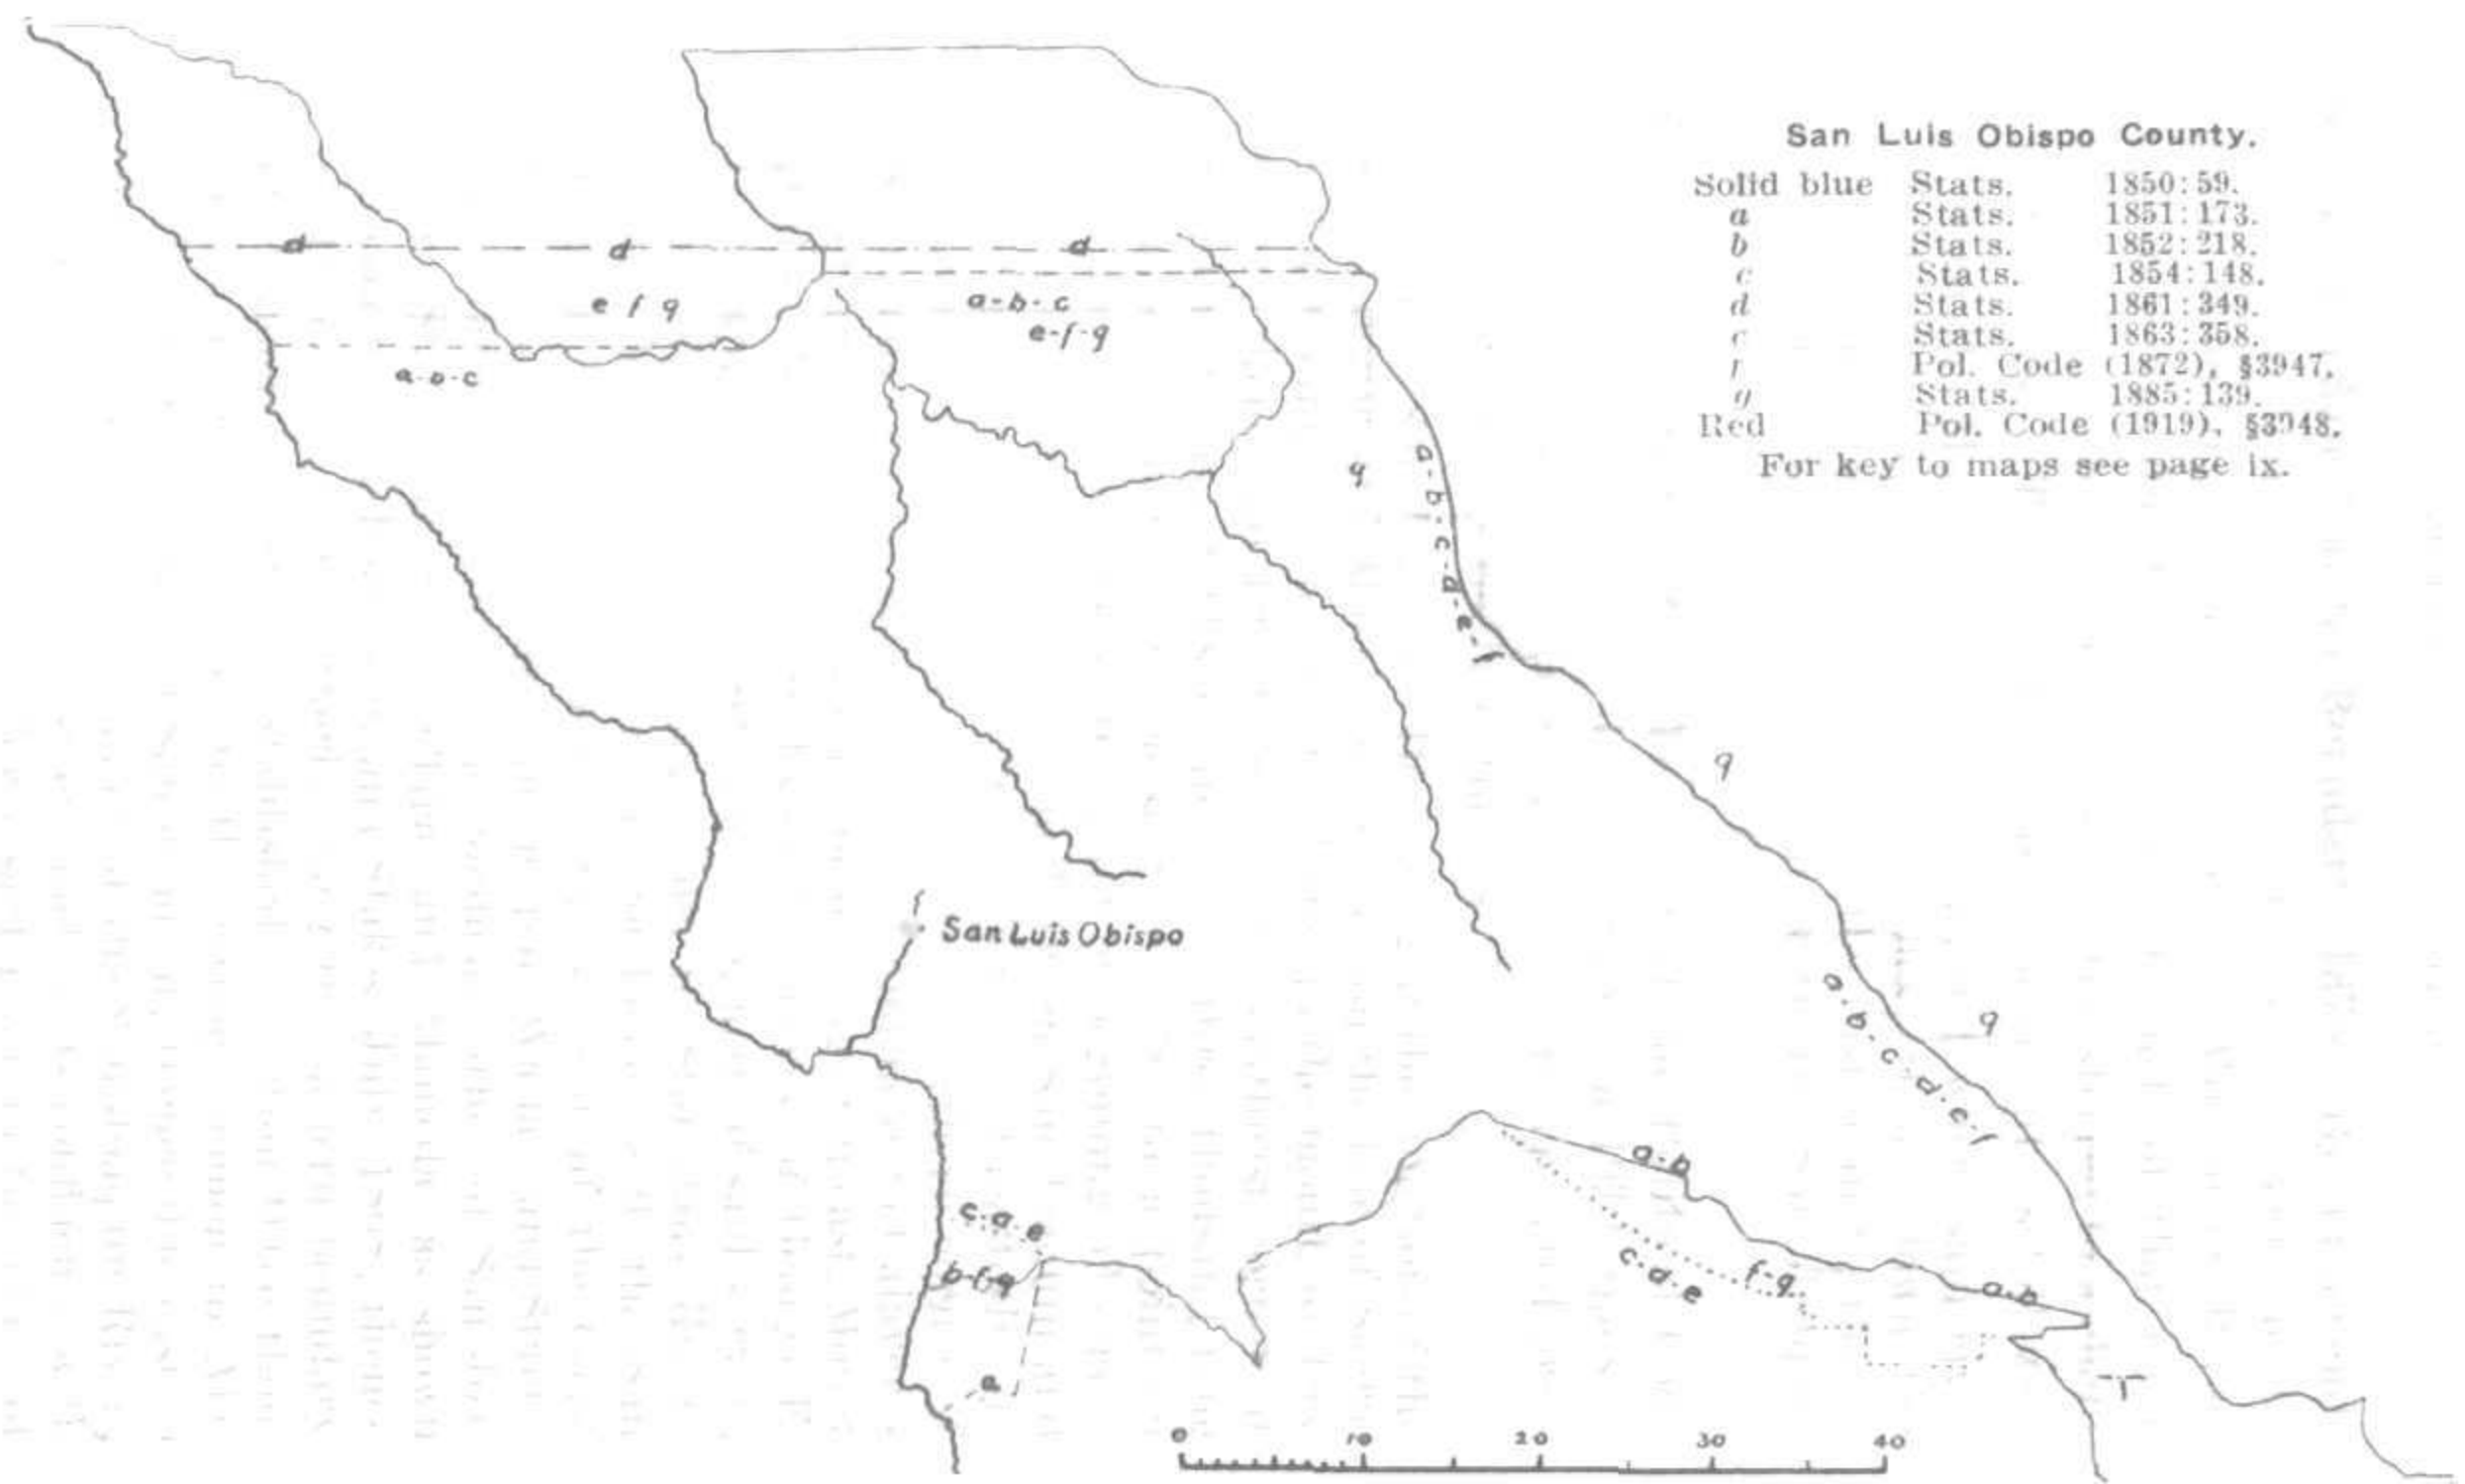 San Luis Obispo County.
Solid blue Stats. 1850:59.
a Stats. 1851:173.
b Stats. 1852:218.
c Stats. 1854:148.
d Stats. 1861:349.
e Stats. 1863:358.
f Pol. Code (1872), §3947.
g Stats. 1885:139.
Red Pol. Code (1919), §3948.
For key to maps see page ix.
d d d
e f g
a-b-c
e-f-g
a-b-c
g
a-b-c-d-e-f
g
San Luis Obispo
a-b-c-d-e-f
g
a-b
c-d-e
b-f-g
c-d-e
f-g
a-b
a
0 10 20 30 40